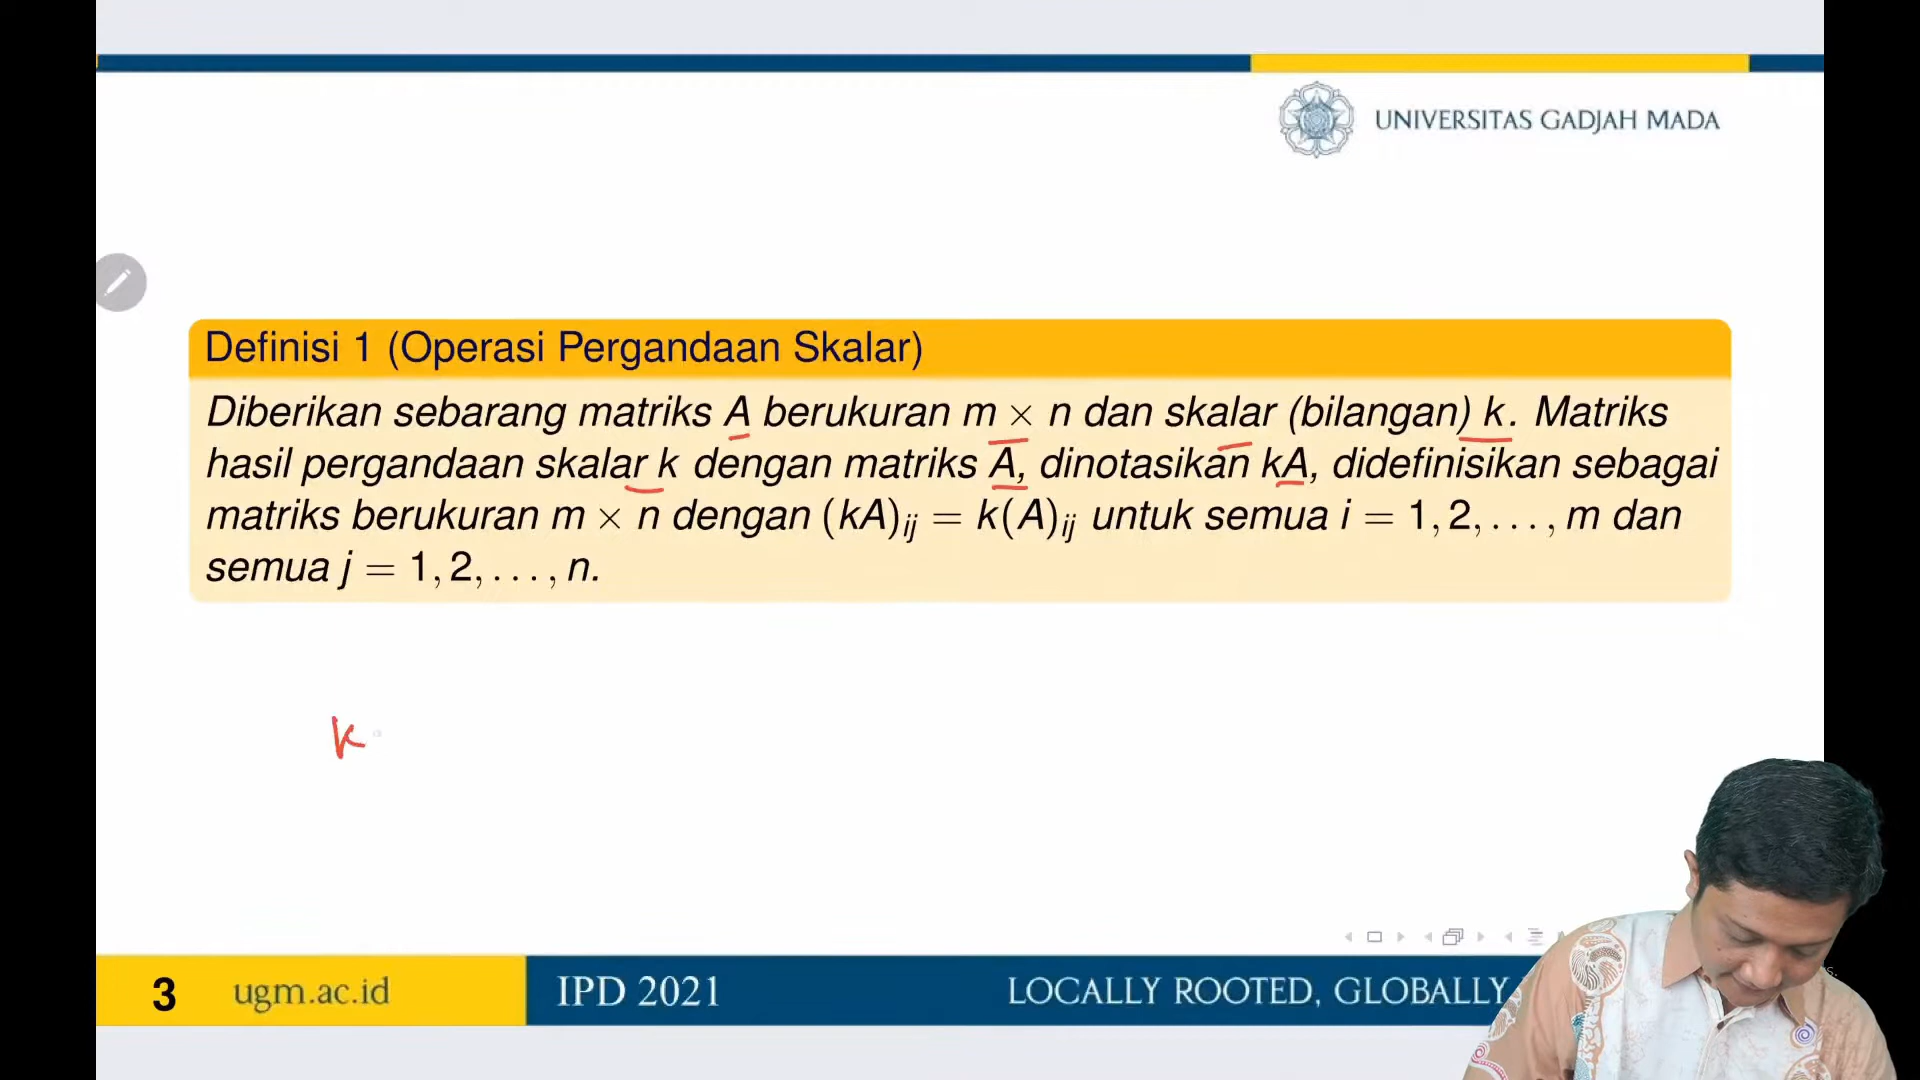 UNIVERSITAS GADJAH MADA
Definisi 1 (Operasi Pergandaan Skalar)
Diberikan sebarang matriks A berukuran m × n dan skalar (bilangan) k. Matriks
hasil pergandaan skalar k dengan matriks A, dinotasikan kA, didefinisikan sebagai
matriks berukuran m × n dengan (kA)ij = k(A)ij untuk semua i = 1, 2, . . . , m dan
semua j = 1, 2, . . . , n.
k
3 ugm.ac.id IPD 2021 LOCALLY ROOTED, GLOBALLY